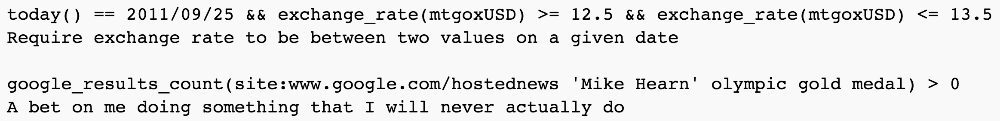 today() == 2011/09/25 && exchange_rate(mtgoxUSD) >= 12.5 && exchange_rate(mtgoxUSD) <= 13.5
Require exchange rate to be between two values on a given date
google_results_count(site:www.google.com/hostednews 'Mike Hearn' olympic gold medal) > 0
A bet on me doing something that I will never actually do